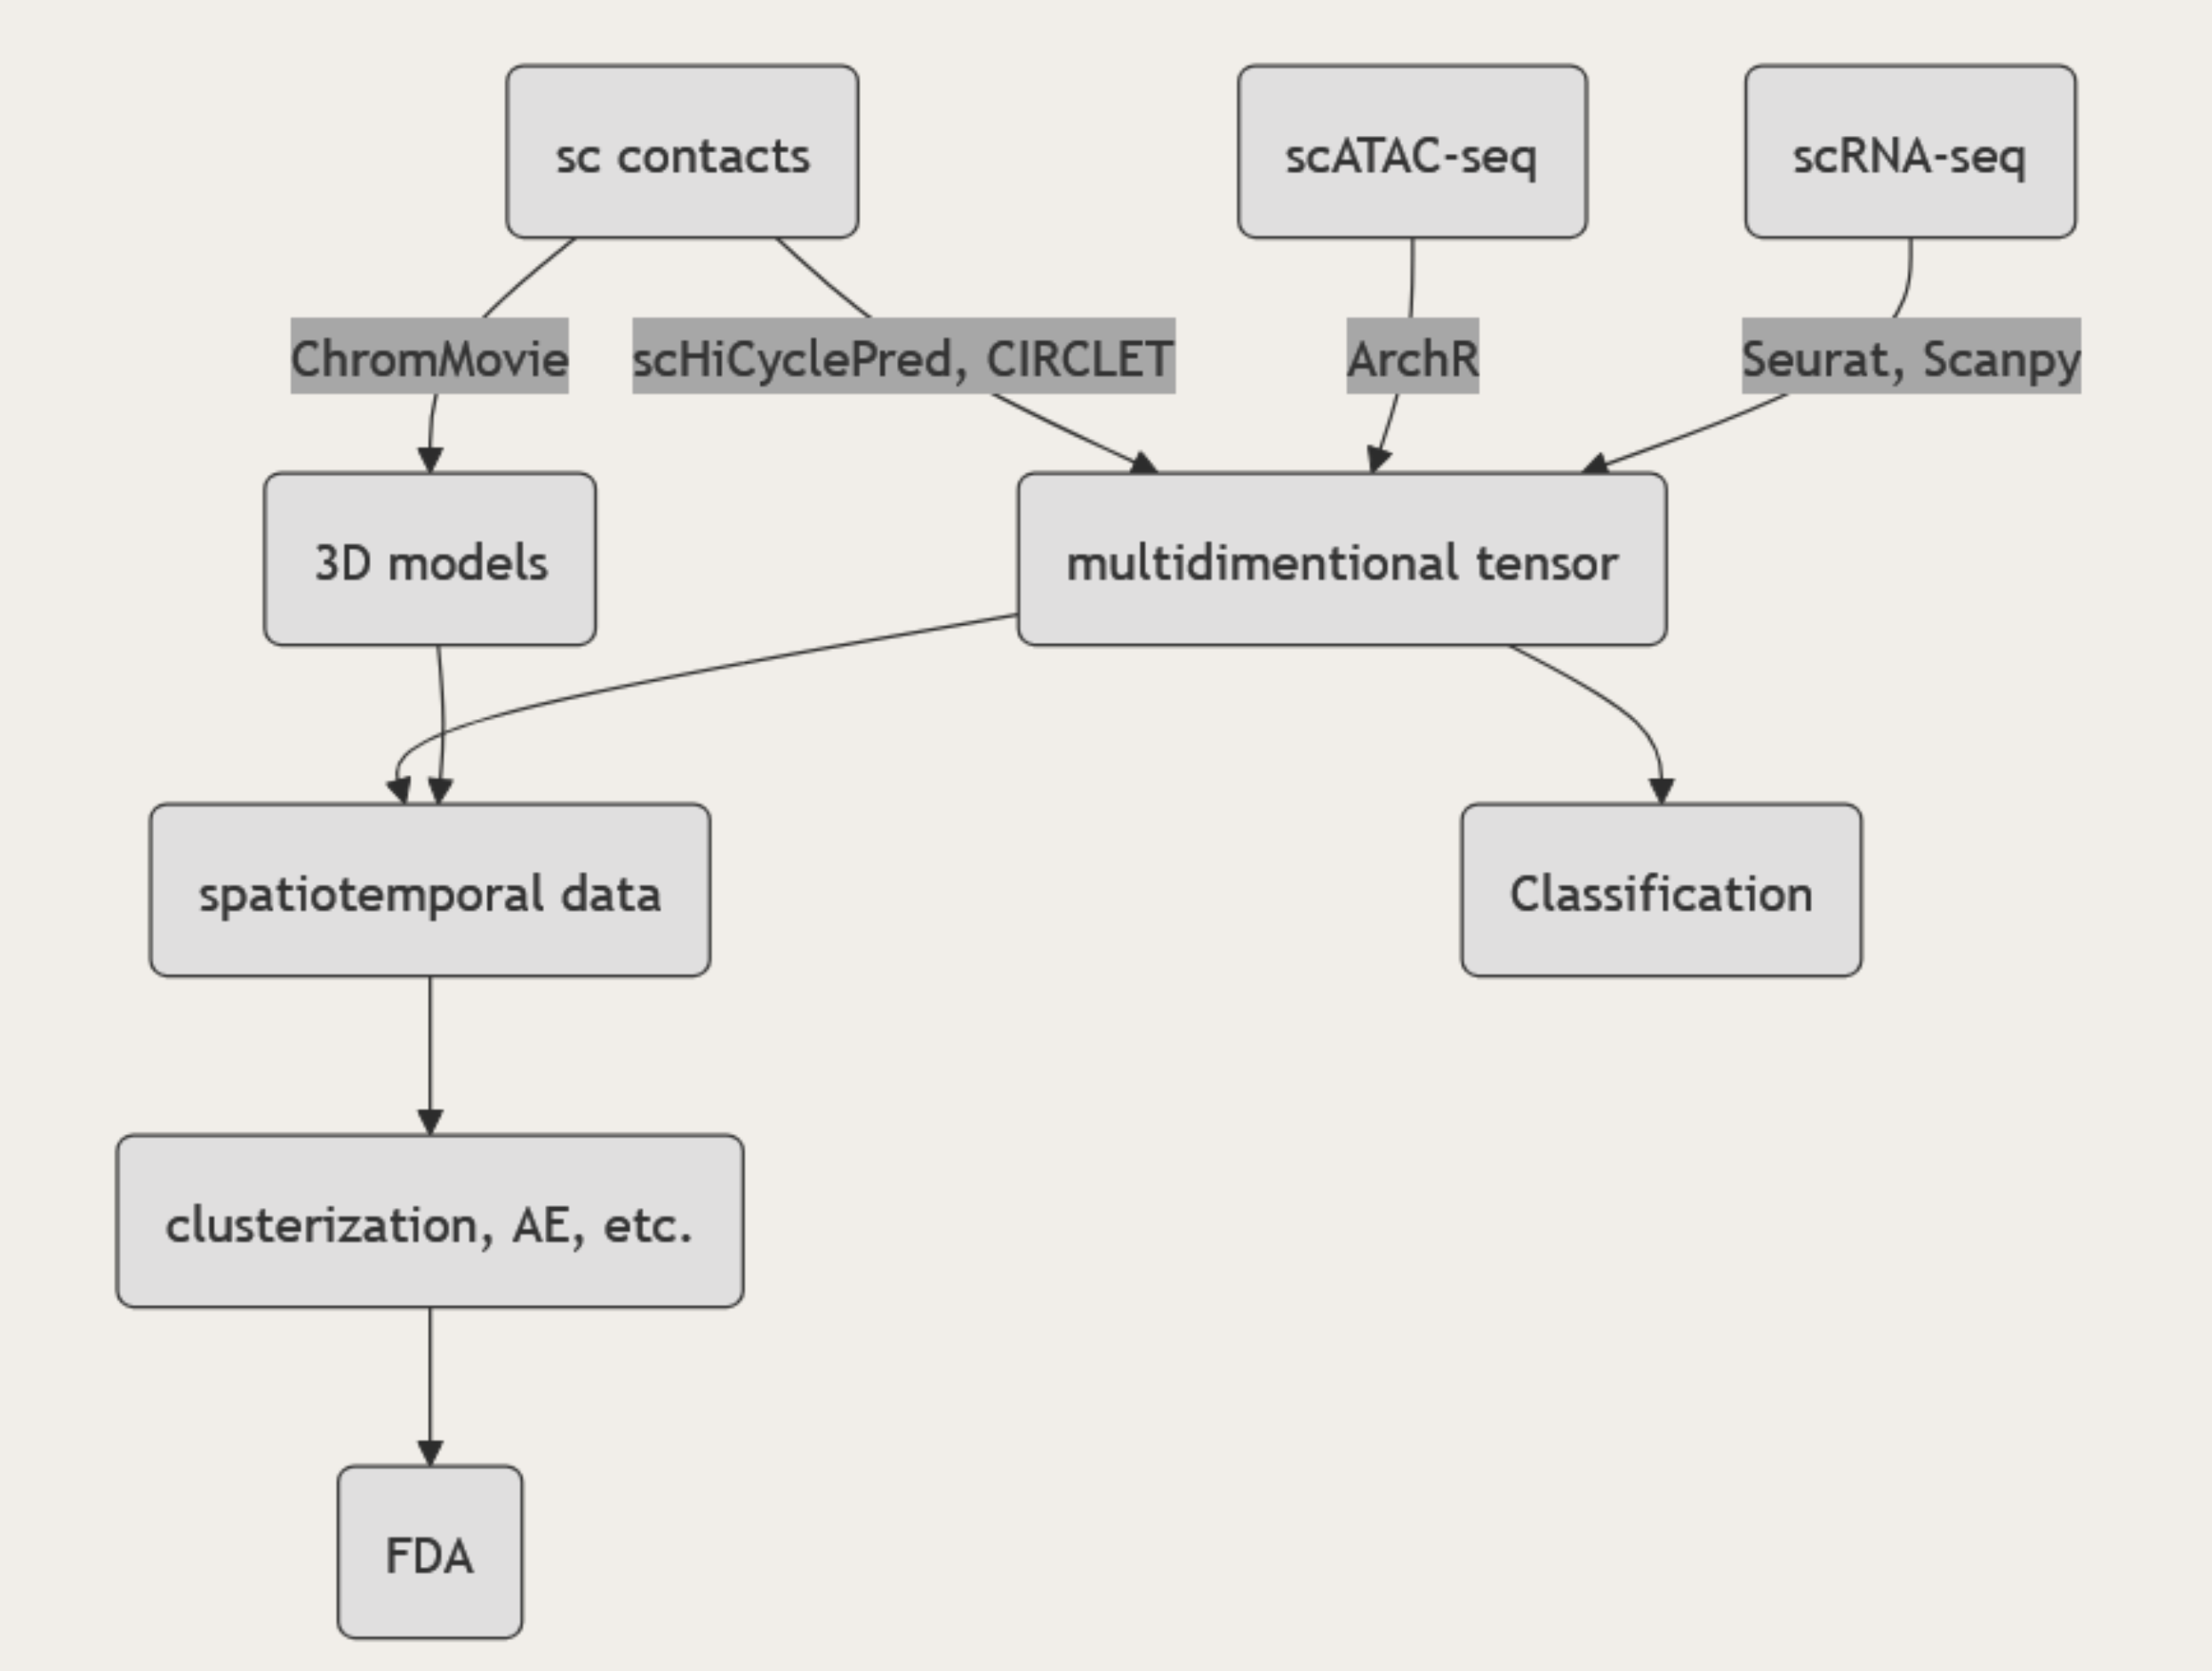 sc contacts
scATAC-seq
scRNA-seq
ChromMovie
scHiCyclePred, CIRCLET
ArchR
Seurat, Scanpy
3D models
multidimentional tensor
spatiotemporal data
Classification
clusterization, AE, etc.
FDA